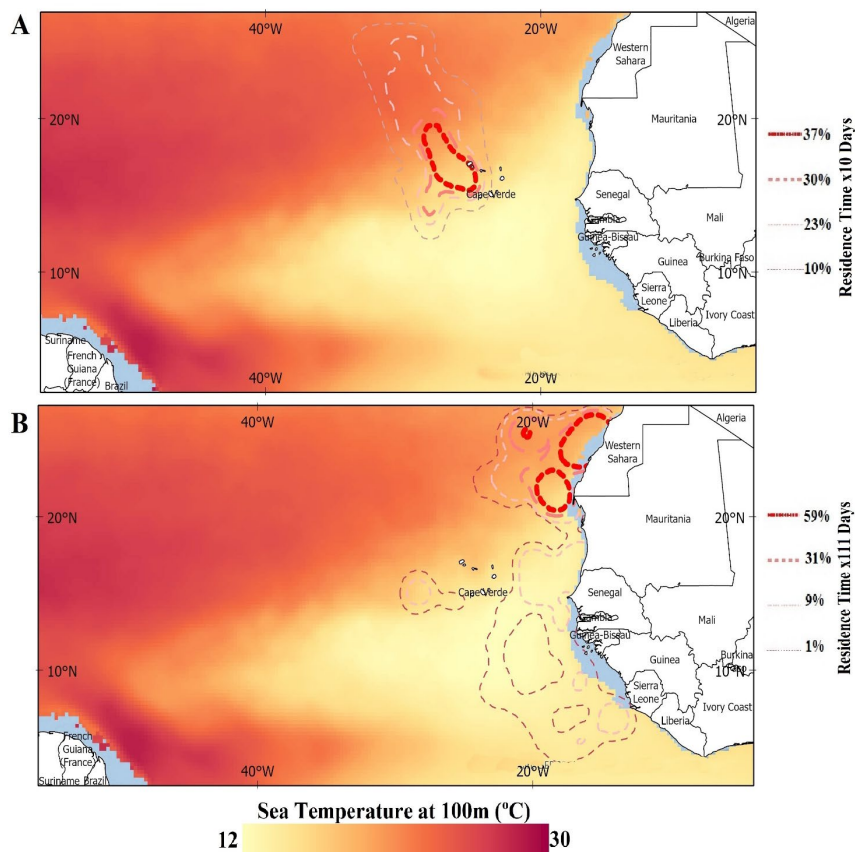 A
40°W
20°W
Algeria
Western
Sahara
20°N
20°N
Mauritania
Cape Verde
Senegal
Gambia
Guinea-Bissau
Mali
Burkina Faso
Guinea
10°N
10°N
Sierra
Leone
Ivory Coast
Liberia
Suriname
French
Guiana
(France)
Brazil
40°W
20°W
37%
30%
23%
10%
Residence Time x10 Days
B
20°W
Algeria
Western
Sahara
20°N
20°N
Mauritania
Cape Verde
Senegal
Gambia
Guinea-Bissau
Mali
Burkina
Guinea
10°N
10°N
Sierra
Leone
Ivory Coast
Liberia
French
Guiana
(France)
Suriname
Brazil
40°W
20°W
59%
31%
9%
1%
Residence Time x111 Days
Sea Temperature at 100m (ºC)
12
30